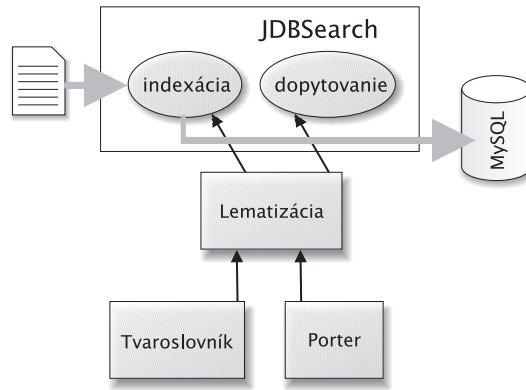 JDBSearch
indexácia
dopytovanie
MySQL
Lematizácia
Tvaroslovník
Porter